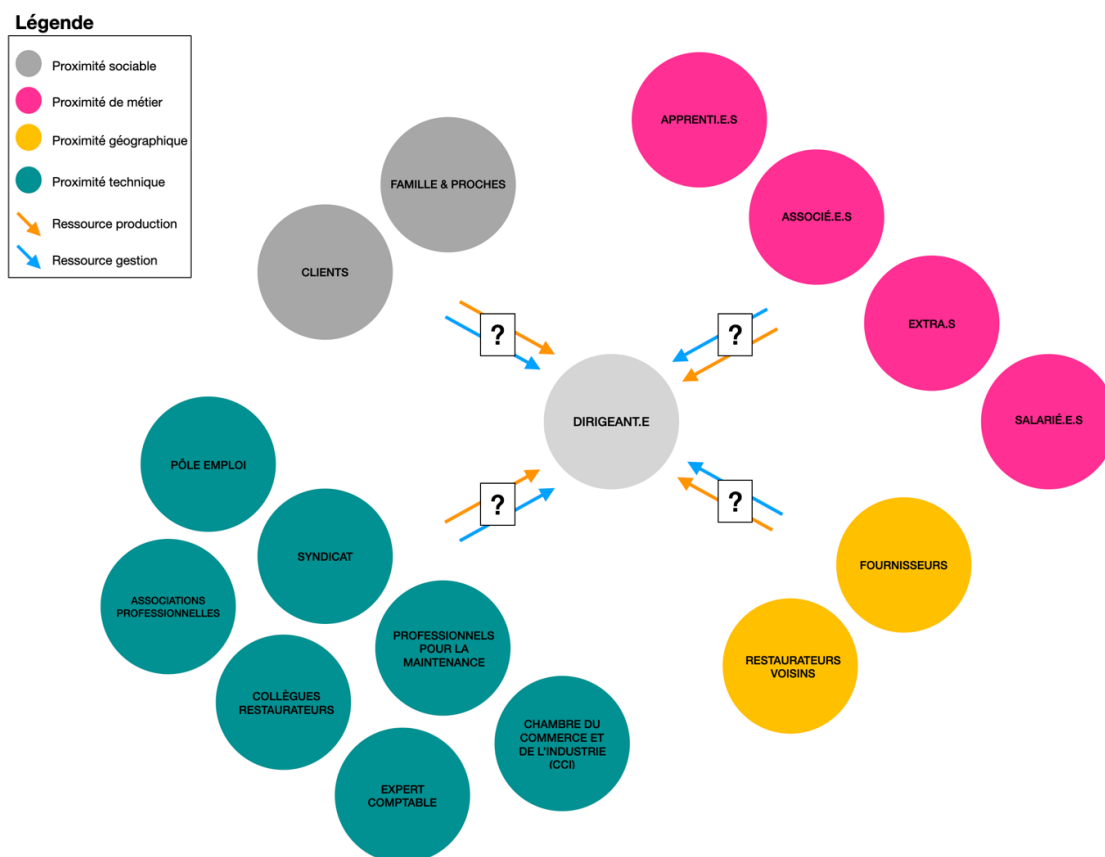 Légende
Proximité sociable
Proximité de métier
Proximité géographique
Proximité technique
Ressource production
Ressource gestion
FAMILLE & PROCHES
CLIENTS
APPRENTI.E.S
ASSOCIÉ.E.S
EXTRA.S
SALARIÉ.E.S
?
?
DIRIGEANT.E
?
?
PÔLE EMPLOI
SYNDICAT
ASSOCIATIONS
PROFESSIONNELLES
PROFESSIONNELS
POUR LA
MAINTENANCE
COLLÈGUES
RESTAURATEURS
CHAMBRE DU
COMMERCE ET
DE L'INDUSTRIE
(CCI)
EXPERT
COMPTABLE
FOURNISSEURS
RESTAURATEURS
VOISINS